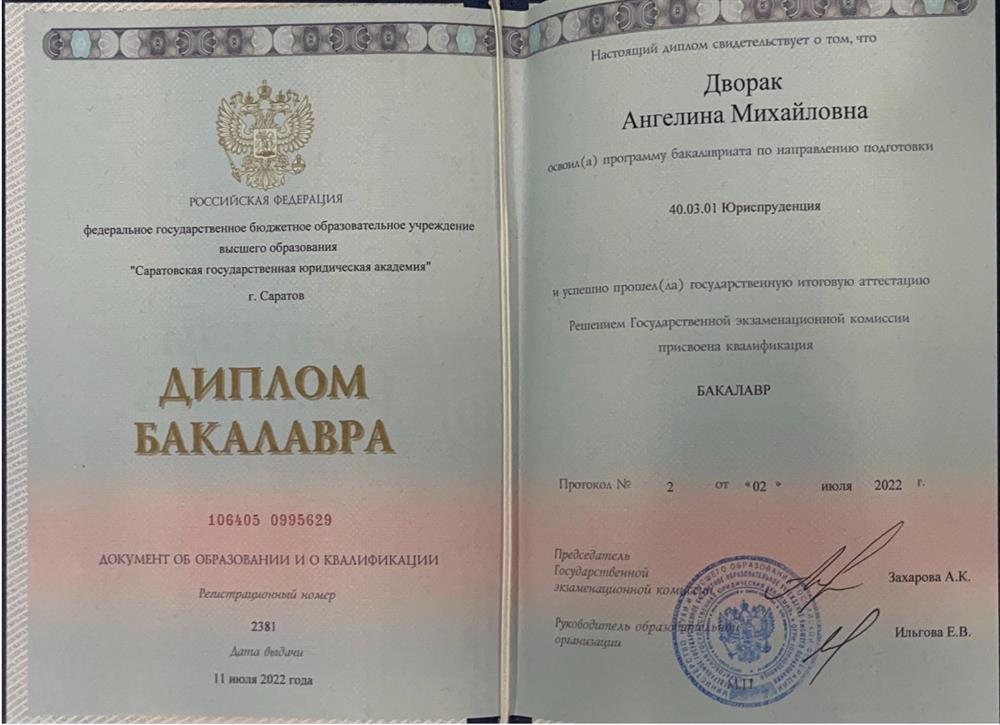 РОССИЙСКАЯ ФЕДЕРАЦИЯ
федеральное государственное бюджетное образовательное учреждение
высшего образования
"Саратовская государственная юридическая академия"
г. Саратов
ДИПЛОМ
БАКАЛАВРА
106405 0995629
ДОКУМЕНТ ОБ ОБРАЗОВАНИИ И О КВАЛИФИКАЦИИ
Регистрационный номер
2381
Дата выдачи
11 июля 2022 года
Настоящий диплом свидетельствует о том, что
Дворак
Ангелина Михайловна
освоил(а) программу бакалавриата по направлению подготовки
40.03.01 Юриспруденция
и успешно прошел(ла) государственную итоговую аттестацию
Решением Государственной экзаменационной комиссии
присвоена квалификация
БАКАЛАВР
Протокол № 2 от «02» июля 2022 г.
Председатель
Государственной
экзаменационной комиссии
Захарова А.К.
Руководитель образовательной
организации
Ильгова Е.В.
М.П.